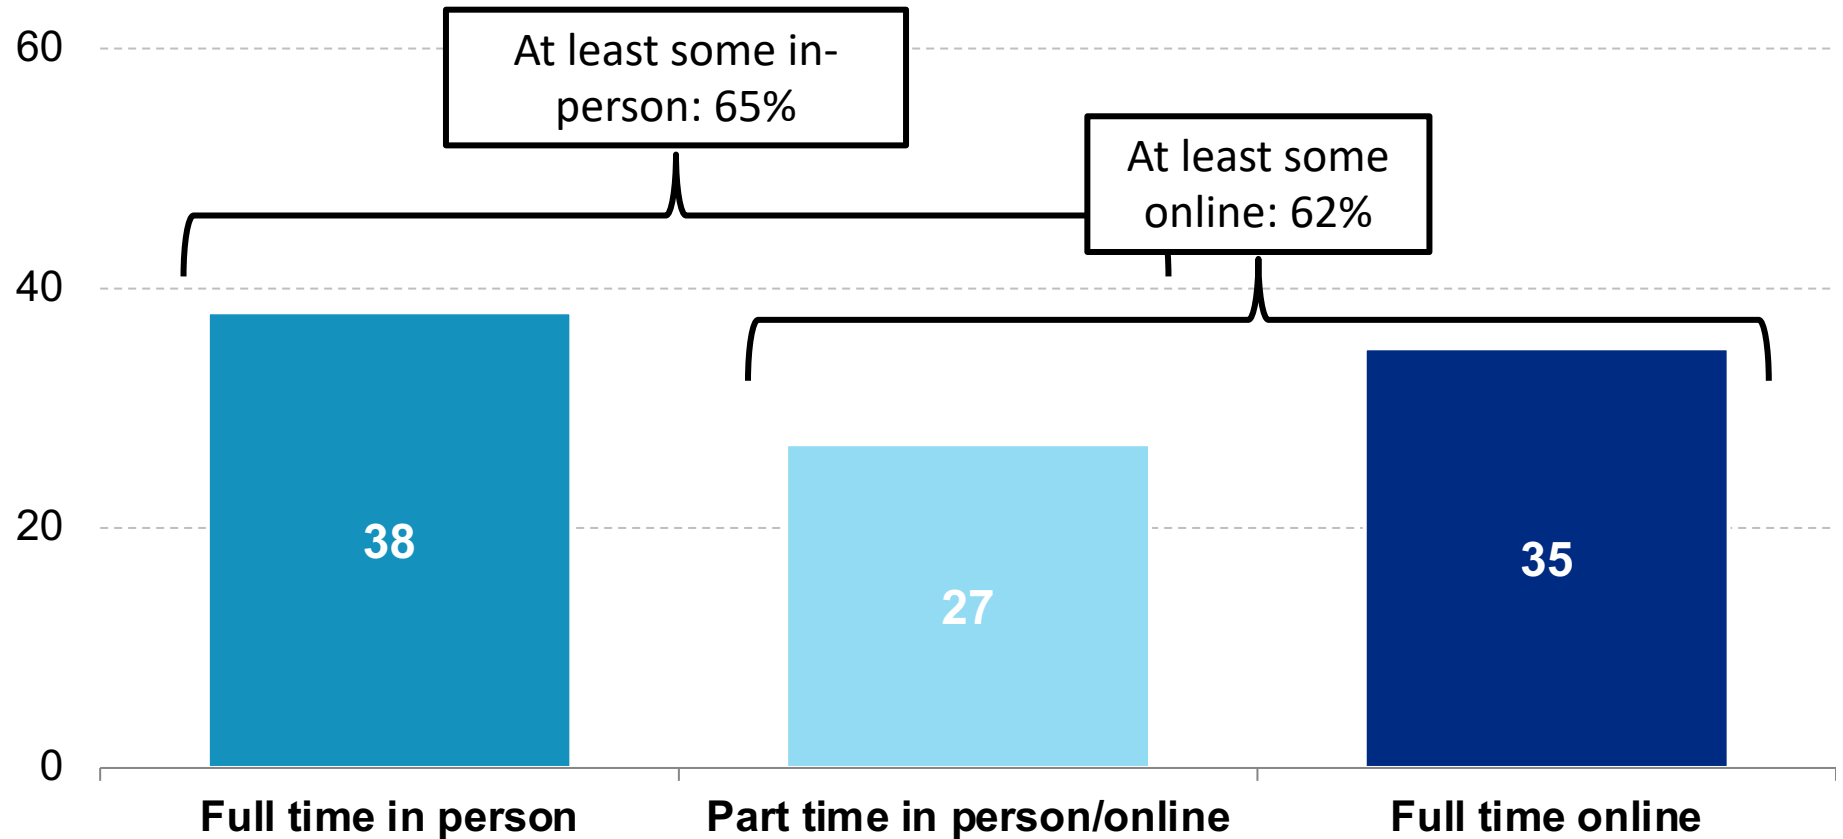 60
At least some in-
person: 65%
At least some
online: 62%
40
38
20
35
27
0
Full time in person
Part time in person/online
Full time online